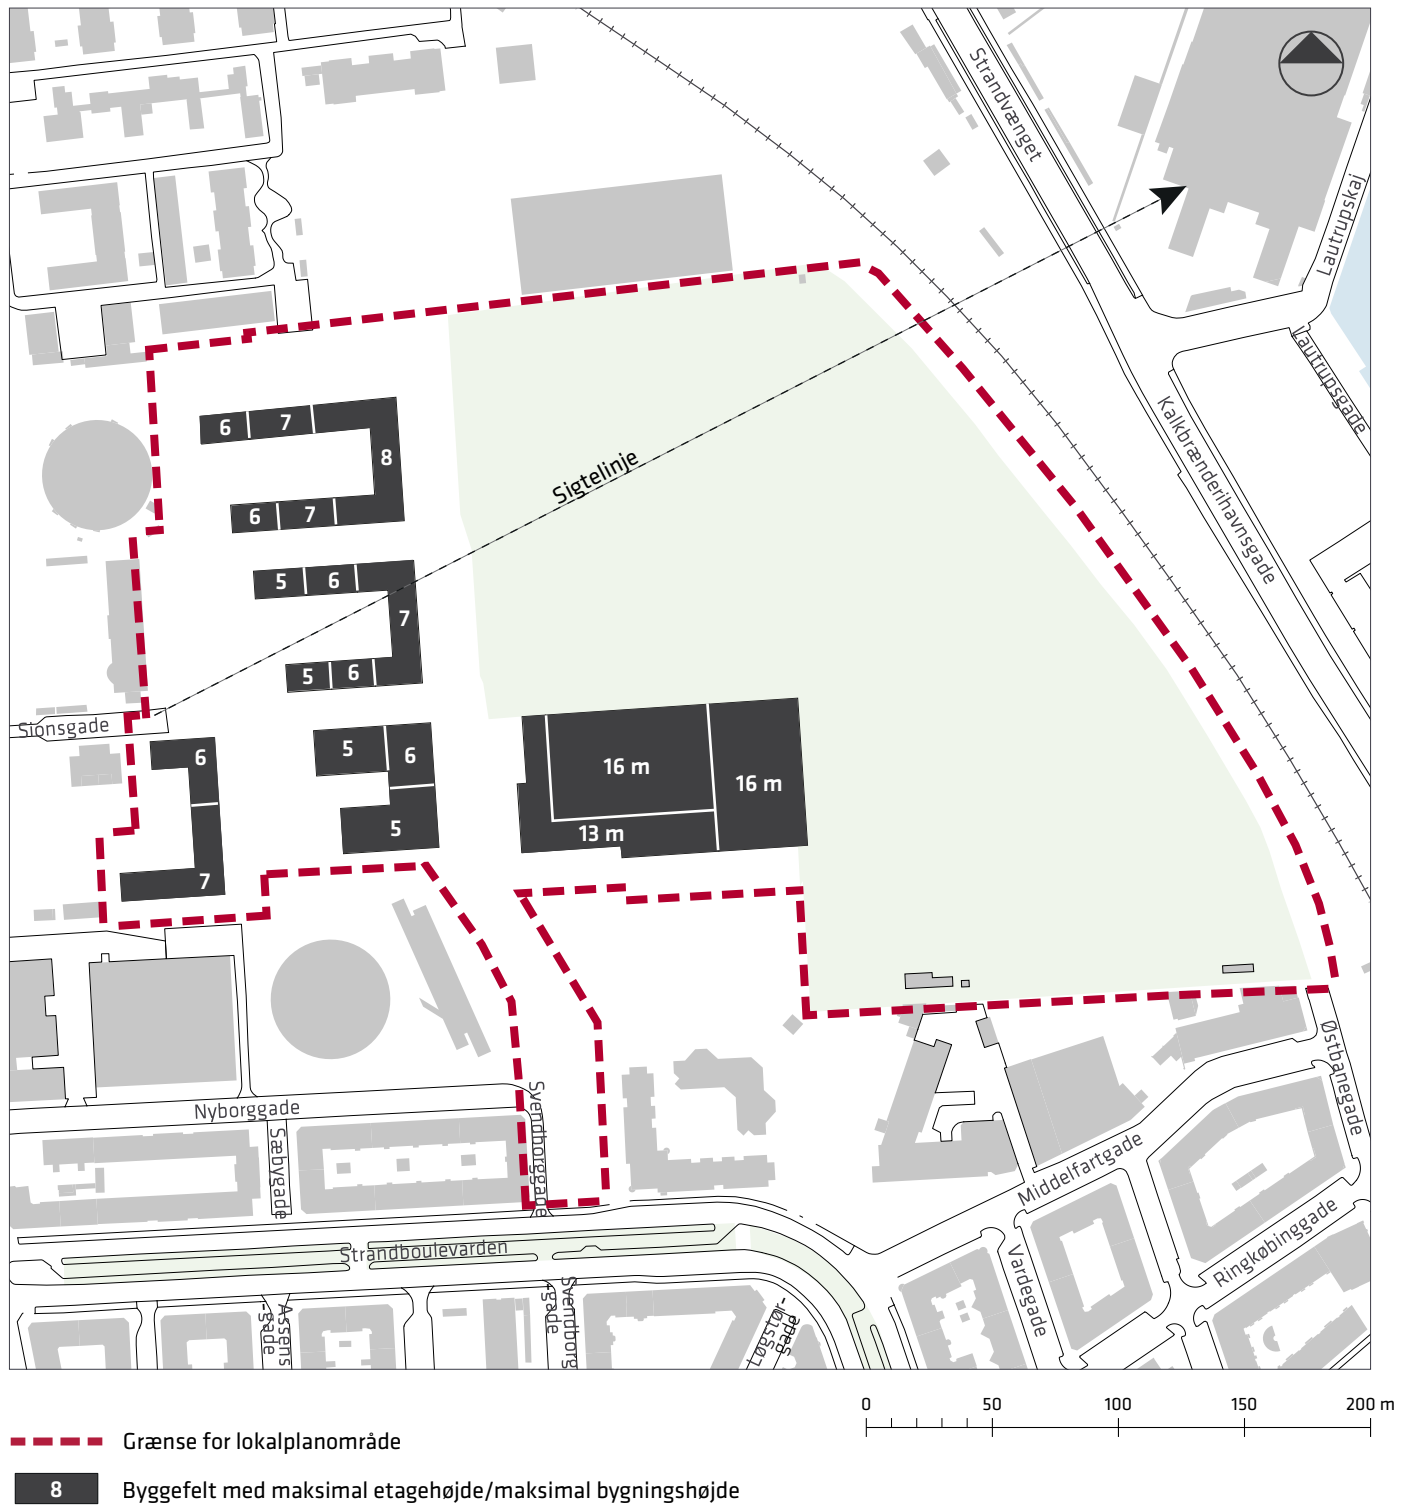 Strandvænget
Lautrupskaj
Lautrupsgade
Kalkbrænderihavnsgade
Sigtelinje
6 7
8
6 7
5 6
7
5 6
Sionsgade
6
7
5 6
5
16 m
16 m
13 m
Østbanegade
Nyborggade
Sæbygade
Svendborggade
Middelfartgade
Ringkøbinggade
Vardegade
Strandboulevarden
Assens
-gade
Svendborg
-gade
Løgstør-
gade
0 50 100 150 200 m
Grænse for lokalplanområde
8 Byggefelt med maksimal etagehøjde/maksimal bygningshøjde